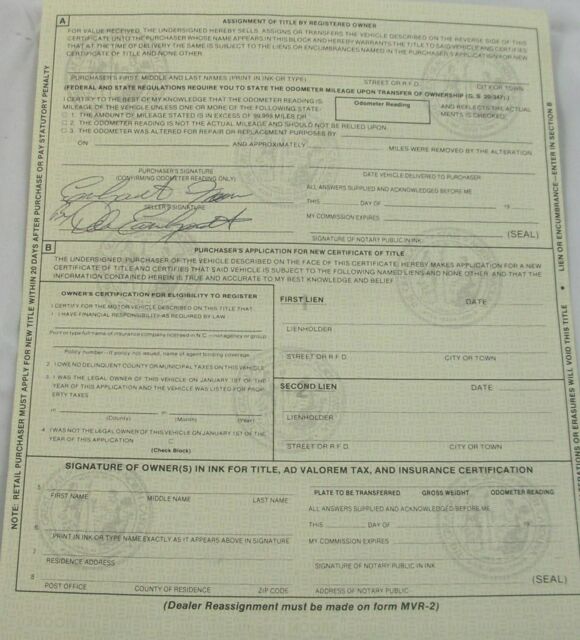 A ASSIGNMENT OF TITLE BY REGISTERED OWNER
FOR VALUE RECEIVED, THE UNDERSIGNED HEREBY SELLS, ASSIGNS OR TRANSFERS THE VEHICLE DESCRIBED ON THE REVERSE SIDE OF THIS
CERTIFICATE UNTO THE PURCHASER WHOSE NAME APPEARS IN THIS BLOCK AND HEREBY WARRANTS THE TITLE TO SAID VEHICLE AND CERTIFIES
THAT AT THE TIME OF DELIVERY THE SAME IS SUBJECT TO THE LIENS OR ENCUMBRANCES NAMED IN THE PURCHASER'S APPLICATION FOR NEW
CERTIFICATE OF TITLE AND NONE OTHER.
PURCHASER'S FIRST, MIDDLE AND LAST NAMES (PRINT IN INK OR TYPE) STREET OR R.F.D. CITY OR TOWN
(FEDERAL AND STATE REGULATIONS REQUIRE YOU TO STATE THE ODOMETER MILEAGE UPON TRANSFER OF OWNERSHIP (G. S. 20-347).)
I CERTIFY TO THE BEST OF MY KNOWLEDGE THAT THE ODOMETER READING IS
MILEAGE OF THE VEHICLE UNLESS ONE OR MORE OF THE FOLLOWING STATE-
Odometer Reading
AND REFLECTS THE ACTUAL
MENTS IS CHECKED:
1. THE AMOUNT OF MILEAGE STATED IS IN EXCESS OF 99,999 MILES OR
2. THE ODOMETER READING IS NOT THE ACTUAL MILEAGE AND SHOULD NOT BE RELIED UPON
3. THE ODOMETER WAS ALTERED FOR REPAIR OR REPLACEMENT PURPOSES BY
ON AND APPROXIMATELY MILES WERE REMOVED BY THE ALTERATION
PURCHASER'S SIGNATURE
(CONFIRMING ODOMETER READING ONLY)
SELLER'S SIGNATURE
DATE VEHICLE DELIVERED TO PURCHASER
ALL ANSWERS SUPPLIED AND ACKNOWLEDGED BEFORE ME
THIS DAY OF 19
MY COMMISSION EXPIRES
(SEAL)
SIGNATURE OF NOTARY PUBLIC IN INK
B PURCHASER'S APPLICATION FOR NEW CERTIFICATE OF TITLE
THE UNDERSIGNED, PURCHASER OF THE VEHICLE DESCRIBED ON THE FACE OF THIS CERTIFICATE, HEREBY MAKES APPLICATION FOR A NEW
CERTIFICATE OF TITLE AND CERTIFIES THAT SAID VEHICLE IS SUBJECT TO THE FOLLOWING NAMED LIENS AND NONE OTHER AND THAT THE
INFORMATION CONTAINED HEREIN IS TRUE AND ACCURATE TO MY BEST KNOWLEDGE AND BELIEF
OWNER'S CERTIFICATION FOR ELIGIBILITY TO REGISTER
I CERTIFY FOR THE MOTOR VEHICLE DESCRIBED ON THIS TITLE THAT
1. I HAVE FINANCIAL RESPONSIBILITY AS REQUIRED BY LAW
Print or type full name of insurance company licensed in N.C.—not agency or group
Policy number—If policy not issued, name of agent binding coverage
2. I OWE NO DELINQUENT COUNTY OR MUNICIPAL TAXES ON THIS VEHICLE
3. I WAS THE LEGAL OWNER OF THIS VEHICLE ON JANUARY 1ST OF THE
YEAR OF THIS APPLICATION AND THE VEHICLE WAS LISTED FOR PROP-
ERTY TAXES
in in
(County) (Month) (Year)
4. I WAS NOT THE LEGAL OWNER OF THIS VEHICLE ON JANUARY 1ST OF THE
YEAR OF THIS APPLICATION
(Check Block)
FIRST LIEN DATE
LIENHOLDER
STREET OR R.F.D. CITY OR TOWN
SECOND LIEN DATE
LIENHOLDER
STREET OR R.F.D. CITY OR TOWN
SIGNATURE OF OWNER(S) IN INK FOR TITLE, AD VALOREM TAX, AND INSURANCE CERTIFICATION
5
FIRST NAME MIDDLE NAME LAST NAME
6
PRINT IN INK OR TYPE NAME EXACTLY AS IT APPEARS ABOVE IN SIGNATURE
7
RESIDENCE ADDRESS
8
POST OFFICE COUNTY OF RESIDENCE ZIP CODE
PLATE TO BE TRANSFERRED GROSS WEIGHT ODOMETER READING
ALL ANSWERS SUPPLIED AND ACKNOWLEDGED BEFORE ME
THIS DAY OF 19
MY COMMISSION EXPIRES
SIGNATURE OF NOTARY PUBLIC IN INK
(SEAL)
ADDRESS OF NOTARY PUBLIC
(Dealer Reassignment must be made on form MVR-2)
NOTE: RETAIL PURCHASER MUST APPLY FOR NEW TITLE WITHIN 20 DAYS AFTER PURCHASE OR PAY STATUTORY PENALTY
OR ERASURES WILL VOID THIS TITLE • LIEN OR ENCUMBRANCE—ENTER IN SECTION B